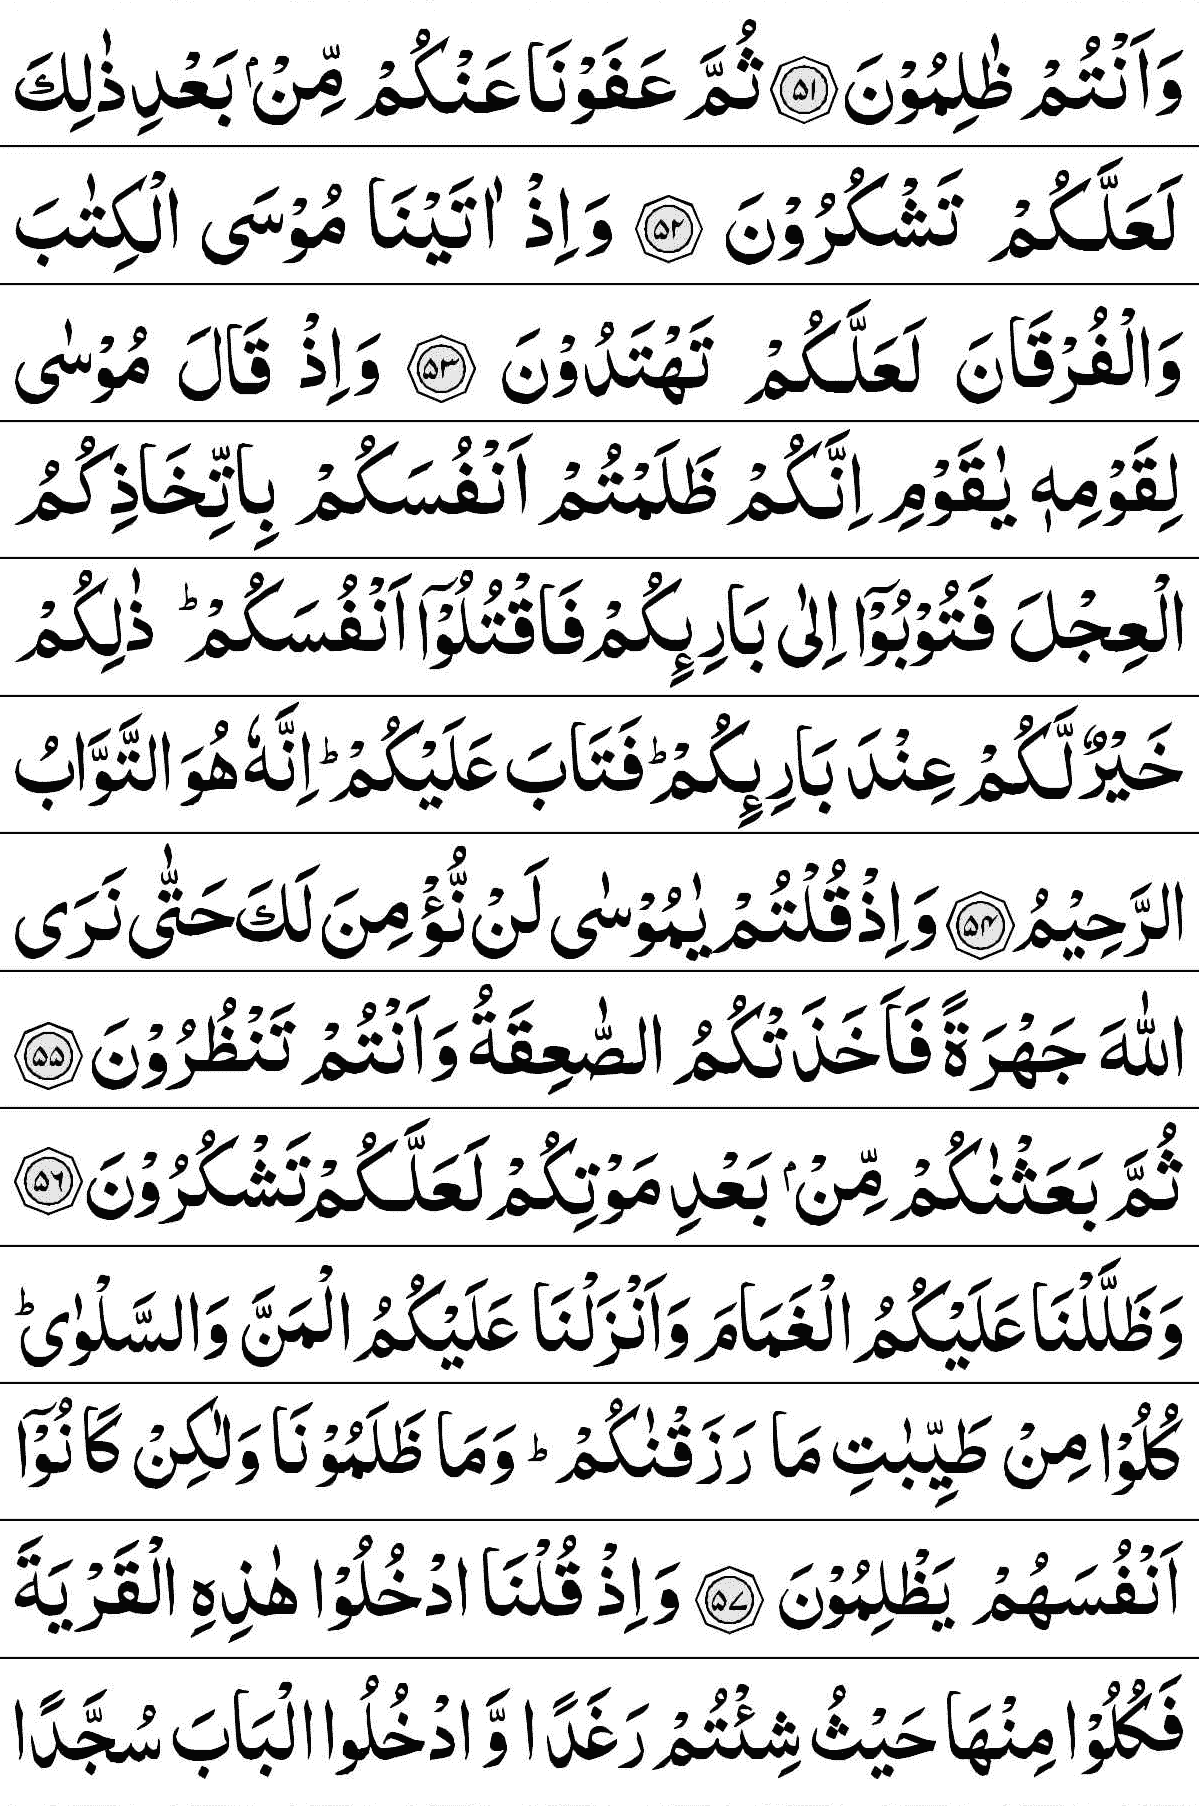 وَاَنْتُمْ ظٰلِمُوْنَ ۝۵۱ ثُمَّ عَفَوْنَا عَنْكُمْ مِّنْۢ بَعْدِ ذٰلِكَ
لَعَلَّكُمْ تَشْكُرُوْنَ ۝۵۲ وَاِذْ اٰتَيْنَا مُوْسَى الْكِتٰبَ
وَالْفُرْقَانَ لَعَلَّكُمْ تَهْتَدُوْنَ ۝۵۳ وَاِذْ قَالَ مُوْسٰى
لِقَوْمِهٖ يٰقَوْمِ اِنَّكُمْ ظَلَمْتُمْ اَنْفُسَكُمْ بِاتِّخَاذِكُمُ
الْعِجْلَ فَتُوْبُوْٓا اِلٰى بَارِىِٕكُمْ فَاقْتُلُوْٓا اَنْفُسَكُمْ ؕ ذٰلِكُمْ
خَيْرٌ لَّكُمْ عِنْدَ بَارِىِٕكُمْ ؕ فَتَابَ عَلَيْكُمْ ؕ اِنَّهٗ هُوَ التَّوَّابُ
الرَّحِيْمُ ۝۵۴ وَاِذْ قُلْتُمْ يٰمُوْسٰى لَنْ نُّؤْمِنَ لَكَ حَتّٰى نَرَى
اللّٰهَ جَهْرَةً فَاَخَذَتْكُمُ الصّٰعِقَةُ وَاَنْتُمْ تَنْظُرُوْنَ ۝۵۵
ثُمَّ بَعَثْنٰكُمْ مِّنْۢ بَعْدِ مَوْتِكُمْ لَعَلَّكُمْ تَشْكُرُوْنَ ۝۵۶
وَظَلَّلْنَا عَلَيْكُمُ الْغَمَامَ وَاَنْزَلْنَا عَلَيْكُمُ الْمَنَّ وَالسَّلْوٰى ؕ
كُلُوْا مِنْ طَيِّبٰتِ مَا رَزَقْنٰكُمْ ؕ وَمَا ظَلَمُوْنَا وَلٰكِنْ كَانُوْٓا
اَنْفُسَهُمْ يَظْلِمُوْنَ ۝۵۷ وَاِذْ قُلْنَا ادْخُلُوْا هٰذِهِ الْقَرْيَةَ
فَكُلُوْا مِنْهَا حَيْثُ شِئْتُمْ رَغَدًا وَّ ادْخُلُوا الْبَابَ سُجَّدًا